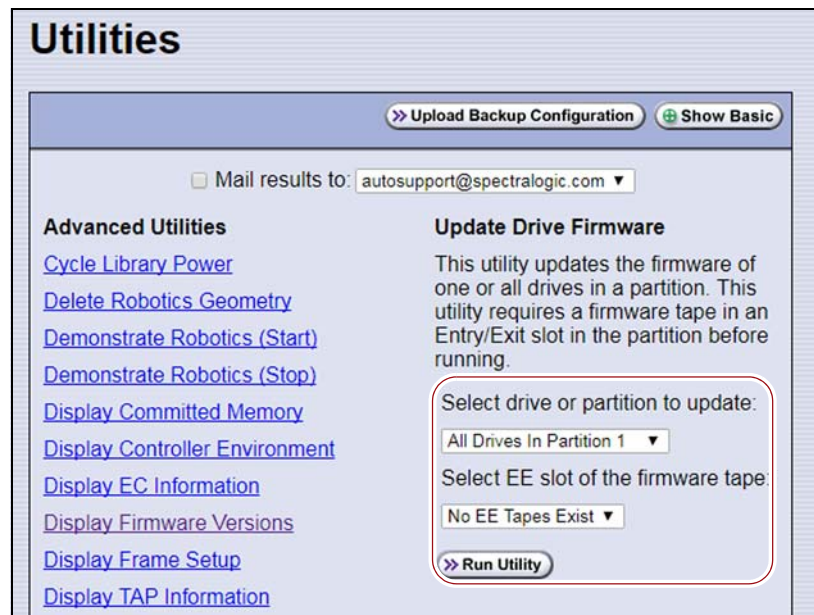 Utilities
Upload Backup Configuration
Show Basic
Mail results to: autosupport@spectralogic.com
Advanced Utilities
Cycle Library Power
Delete Robotics Geometry
Demonstrate Robotics (Start)
Demonstrate Robotics (Stop)
Display Committed Memory
Display Controller Environment
Display EC Information
Display Firmware Versions
Display Frame Setup
Display TAP Information
Update Drive Firmware
This utility updates the firmware of
one or all drives in a partition. This
utility requires a firmware tape in an
Entry/Exit slot in the partition before
running.
Select drive or partition to update:
All Drives In Partition 1
Select EE slot of the firmware tape:
No EE Tapes Exist
Run Utility